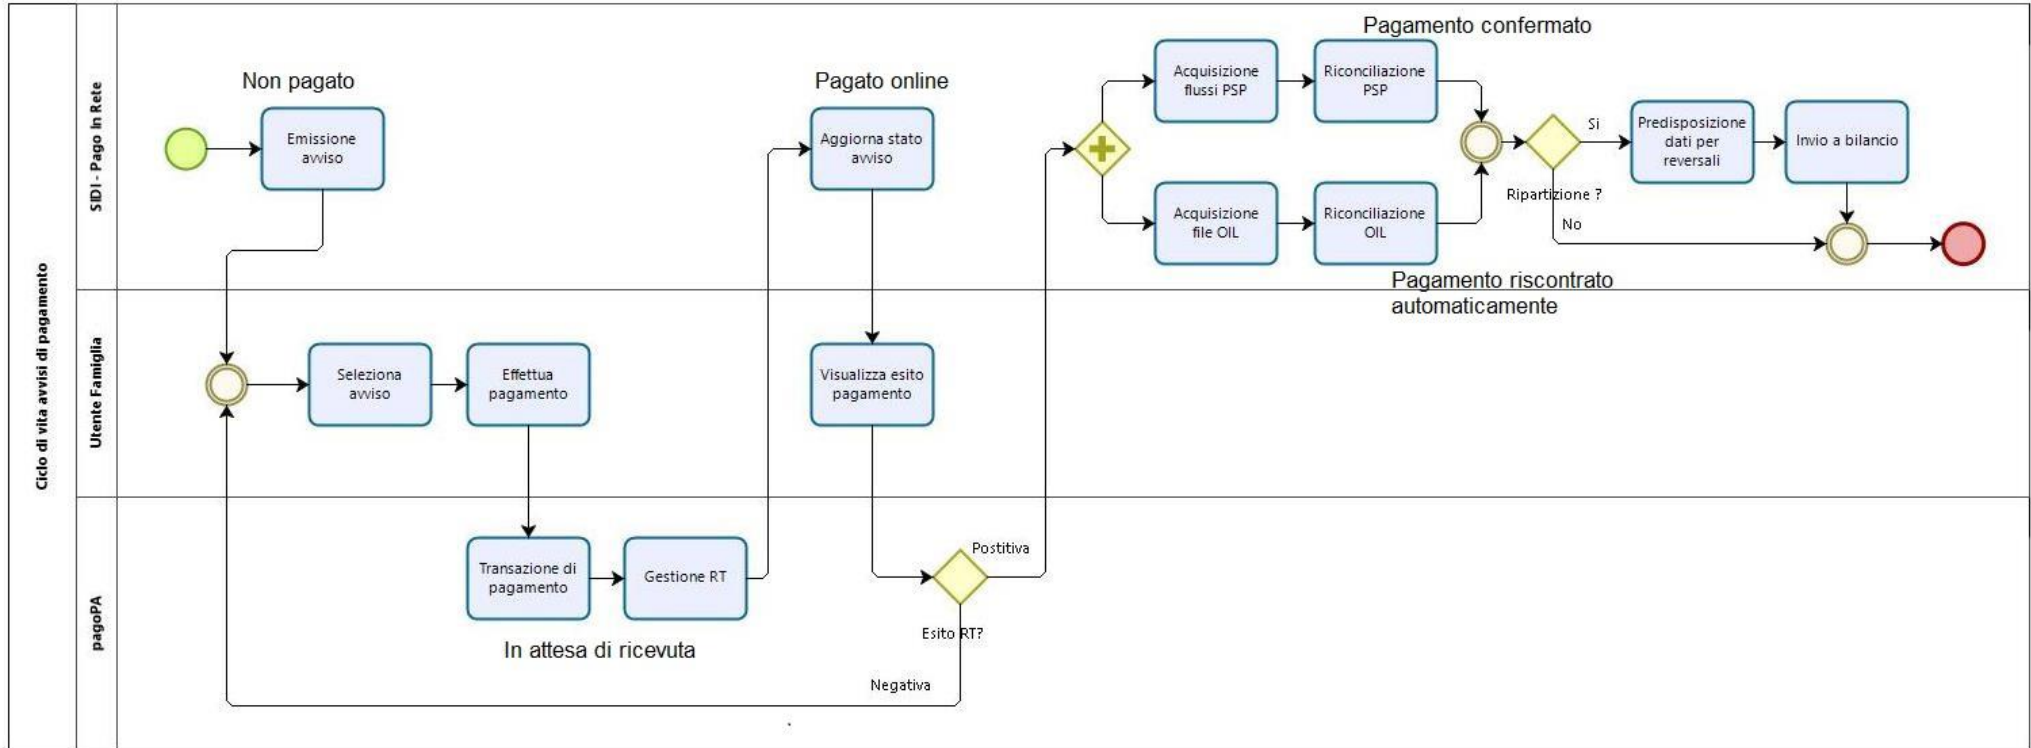 Ciclo di vita avvisi di pagamento
SIDI - Pago In Rete
Non pagato
Emissione
avviso
Pagato online
Aggiorna stato
avviso
Pagamento confermato
Acquisizione
flussi PSP
Riconciliazione
PSP
Acquisizione
file OIL
Riconciliazione
OIL
Pagamento riscontrato
automaticamente
Ripartizione ?
Si
No
Predisposizione
dati per
reversali
Invio a bilancio
Utente Famiglia
Seleziona
avviso
Effettua
pagamento
Visualizza esito
pagamento
pagoPA
Transazione di
pagamento
Gestione RT
In attesa di ricevuta
Postitiva
Esito RT?
Negativa